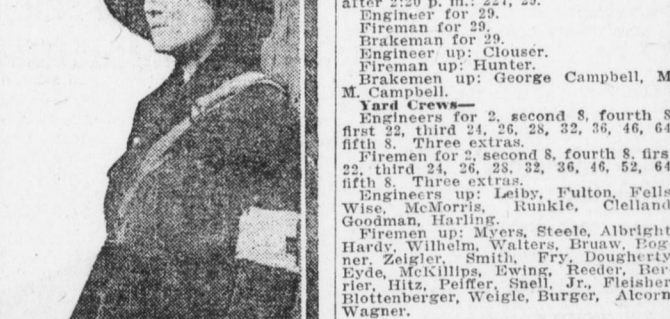 after 2:20 p. m.: 227, 29.
Engineer for 29.
Fireman for 29.
Brakeman for 29.
Engineer up: Clouser.
Fireman up: Hunter.
Brakemen up: George Campbell, M
M. Campbell.
Yard Crews—
Engineers for 2, second 8, fourth 8
first 22, third 24, 26, 28, 32, 36, 46, 64
fifth 8. Three extras.
Firemen for 2, second 8, fourth 8, firs
22, third 24, 26, 28, 32, 36, 46, 52, 64
fifth 8. Three extras.
Engineers up: Leiby, Fulton, Fells
Wise, McMorris, Runkle, Clelland
Goodman, Harling.
Firemen up: Myers, Steele, Albright
Hardy, Wilhelm, Walters, Bruaw, Bog
ner, Zeigler, Smith, Fry, Dougherty
Eyde, McKillips, Ewing, Reeder, Ber
rier, Hitz, Peiffer, Snell, Jr., Fleisher
Blottenberger, Weigle, Burger, Alcorn
Wagner.